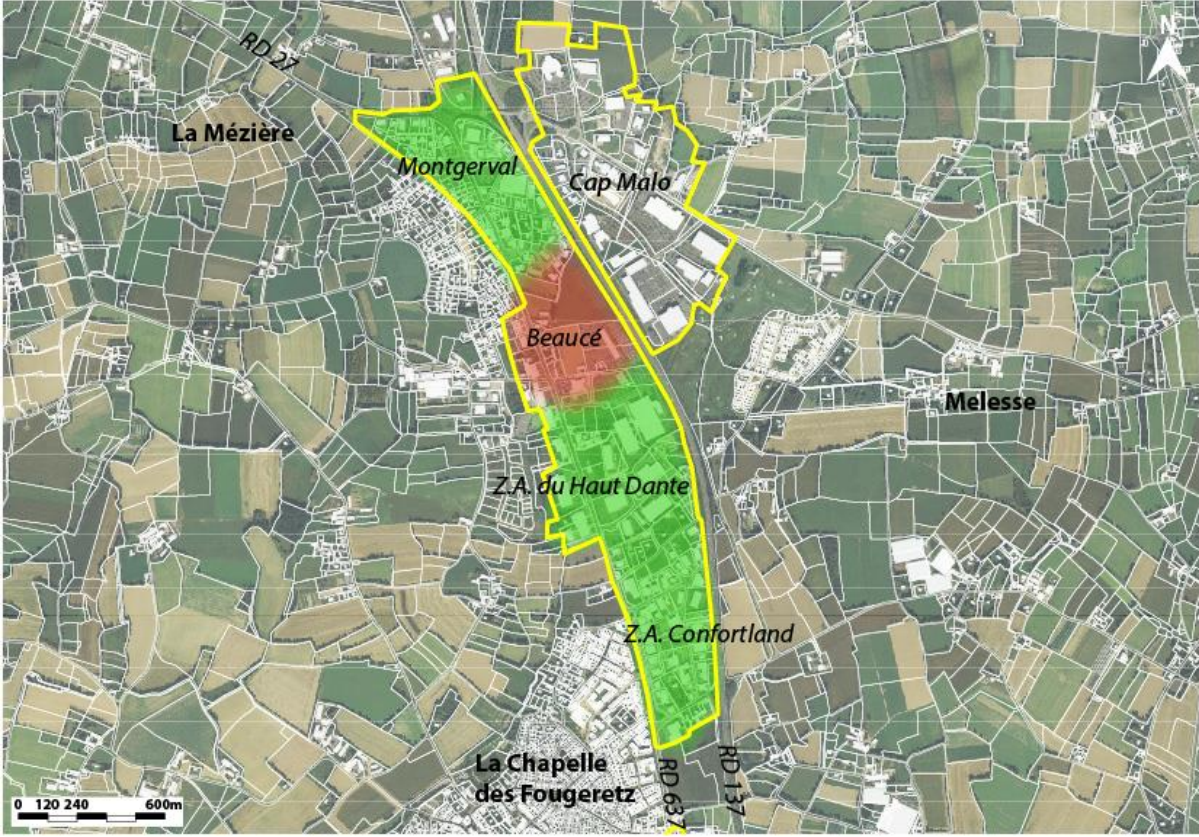 N
RD 27
La Mézière
Montgerval
Cap Malo
Beaucé
Melesse
Z.A. du Haut Dante
Z.A. Confortland
La Chapelle
des Fougeretz
RD 637
RD 137
0 120 240 600m